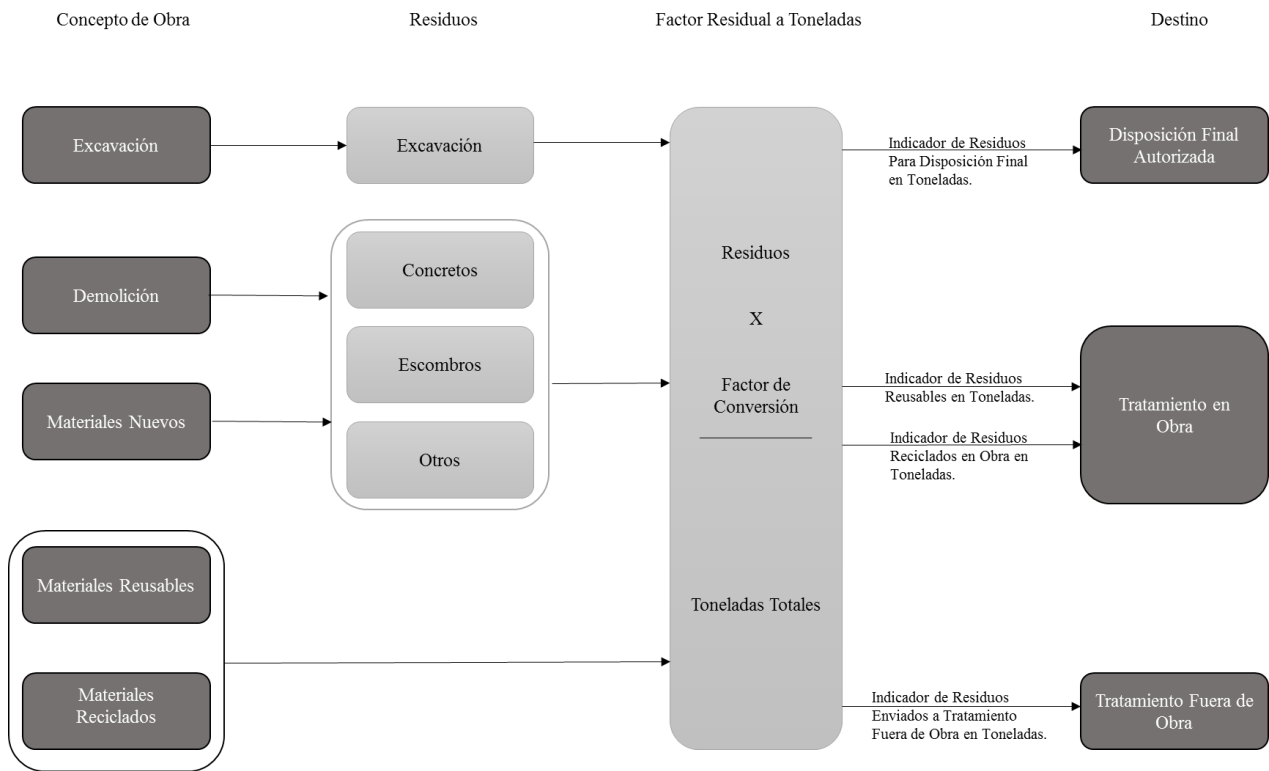 Concepto de Obra
Residuos
Factor Residual a Toneladas
Destino
Excavación
Excavación
Indicador de Residuos
Para Disposición Final
en Toneladas.
Disposición Final
Autorizada
Demolición
Materiales Nuevos
Concretos
Escombros
Otros
Residuos
X
Factor de
Conversión
Toneladas Totales
Indicador de Residuos
Reusables en Toneladas.
Indicador de Residuos
Reciclados en Obra en
Toneladas.
Tratamiento en
Obra
Materiales Reusables
Materiales
Reciclados
Indicador de Residuos
Enviados a Tratamiento
Fuera de Obra en Toneladas.
Tratamiento Fuera de
Obra